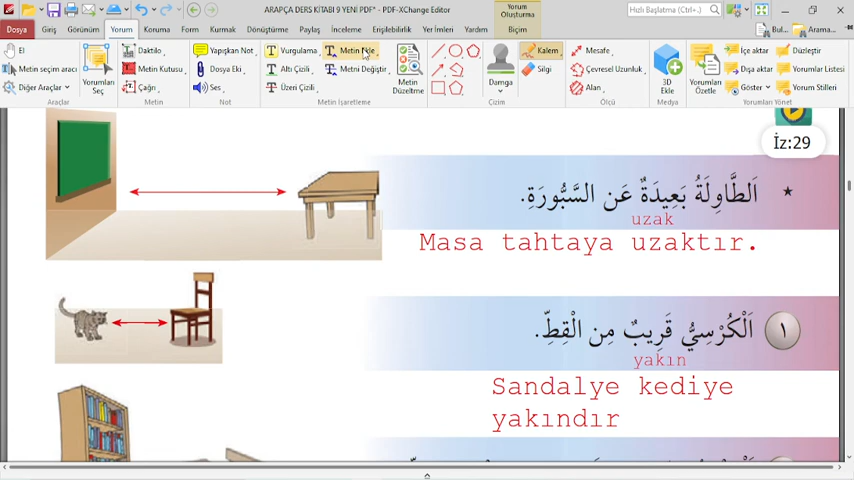 ARAPÇA DERS KİTABI 9 YENİ PDF* - PDF-XChange Editor
Yorum Oluşturma
Hızlı Başlatma (Ctrl+.)
Dosya Giriş Görünüm Yorum Koruma Form Kurmak Dönüştürme Paylaş İnceleme Erişilebilirlik Yer İmleri Yardım Biçim Bul... Arama...
El
Metin seçim aracı
Diğer Araçlar
Araçlar
Yorumları Seç
Daktilo
Metin Kutusu
Çağrı
Metin
Yapışkan Not
Dosya Eki
Ses
Not
Vurgulama
Altı Çizili
Üzeri Çizili
Metin Ekle
Metni Değiştir
Metin Düzeltme
Metin İşaretleme
Çizim
Kalem
Silgi
Damga
Mesafe
Çevresel Uzunluk
Alan
Ölçü
3D Ekle
Medya
Yorumları Özetle
İçe aktar
Dışa aktar
Göster
Düzleştir
Yorumlar Listesi
Yorum Stilleri
Yorumları Yönet
İz:29
★ اَلطَّاوِلَةُ بَعِيدَةٌ عَن السَّبُّورَةِ.
uzak
Masa tahtaya uzaktır.
١ اَلْكُرْسِيُّ قَرِيبٌ مِن الْقِطِّ.
yakın
Sandalye kediye
yakındır